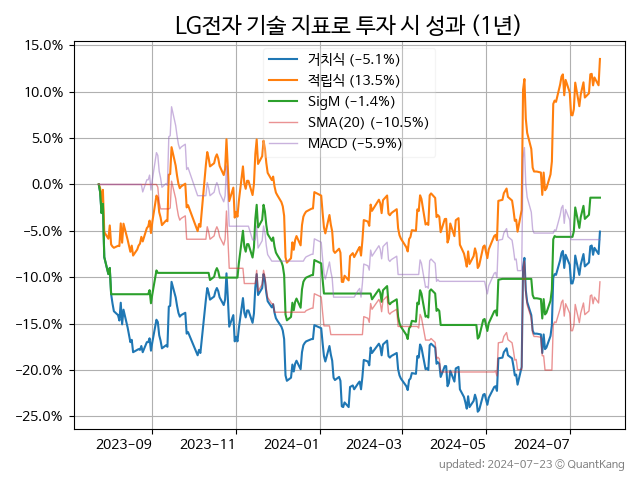 LG전자 기술 지표로 투자 시 성과 (1년)
거치식 (−5.1%)
적립식 (13.5%)
SigM (−1.4%)
SMA(20) (−10.5%)
MACD (−5.9%)
15.0%
10.0%
5.0%
0.0%
−5.0%
−10.0%
−15.0%
−20.0%
−25.0%
2023-09
2023-11
2024-01
2024-03
2024-05
2024-07
updated: 2024-07-23 © QuantKang